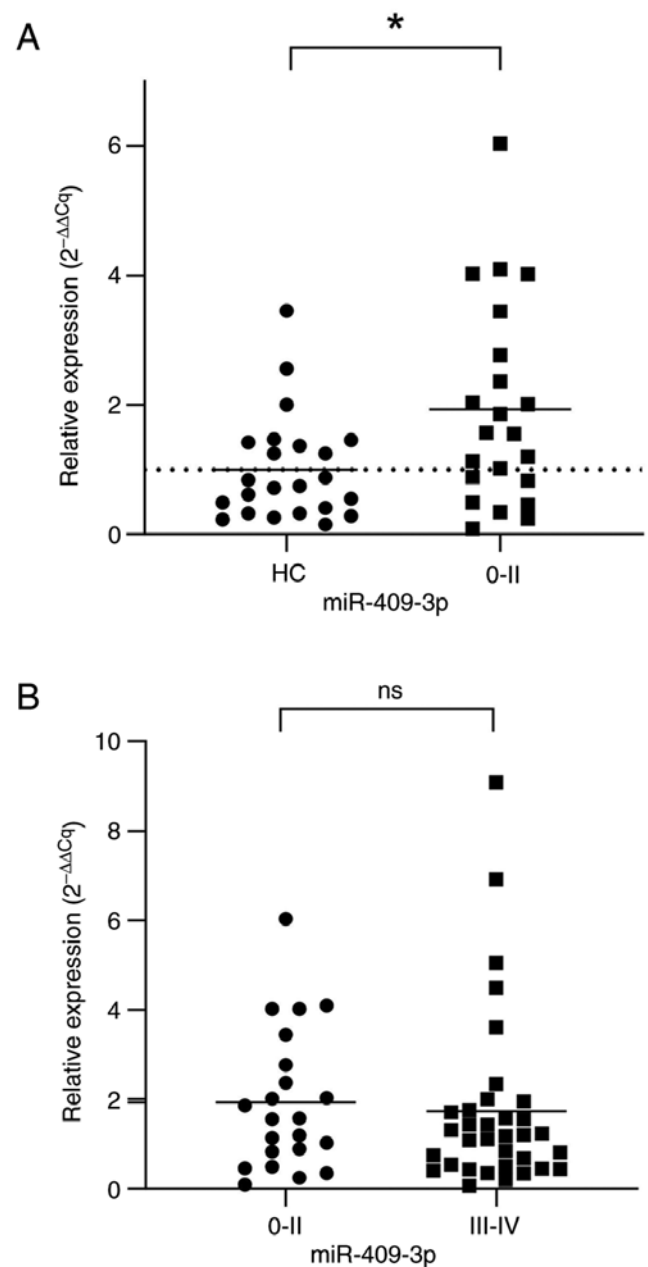 A
*
Relative expression (2^−ΔΔCq)
6
4
2
0
HC
0-II
miR-409-3p
B
ns
Relative expression (2^−ΔΔCq)
10
8
6
4
2
0
0-II
III-IV
miR-409-3p